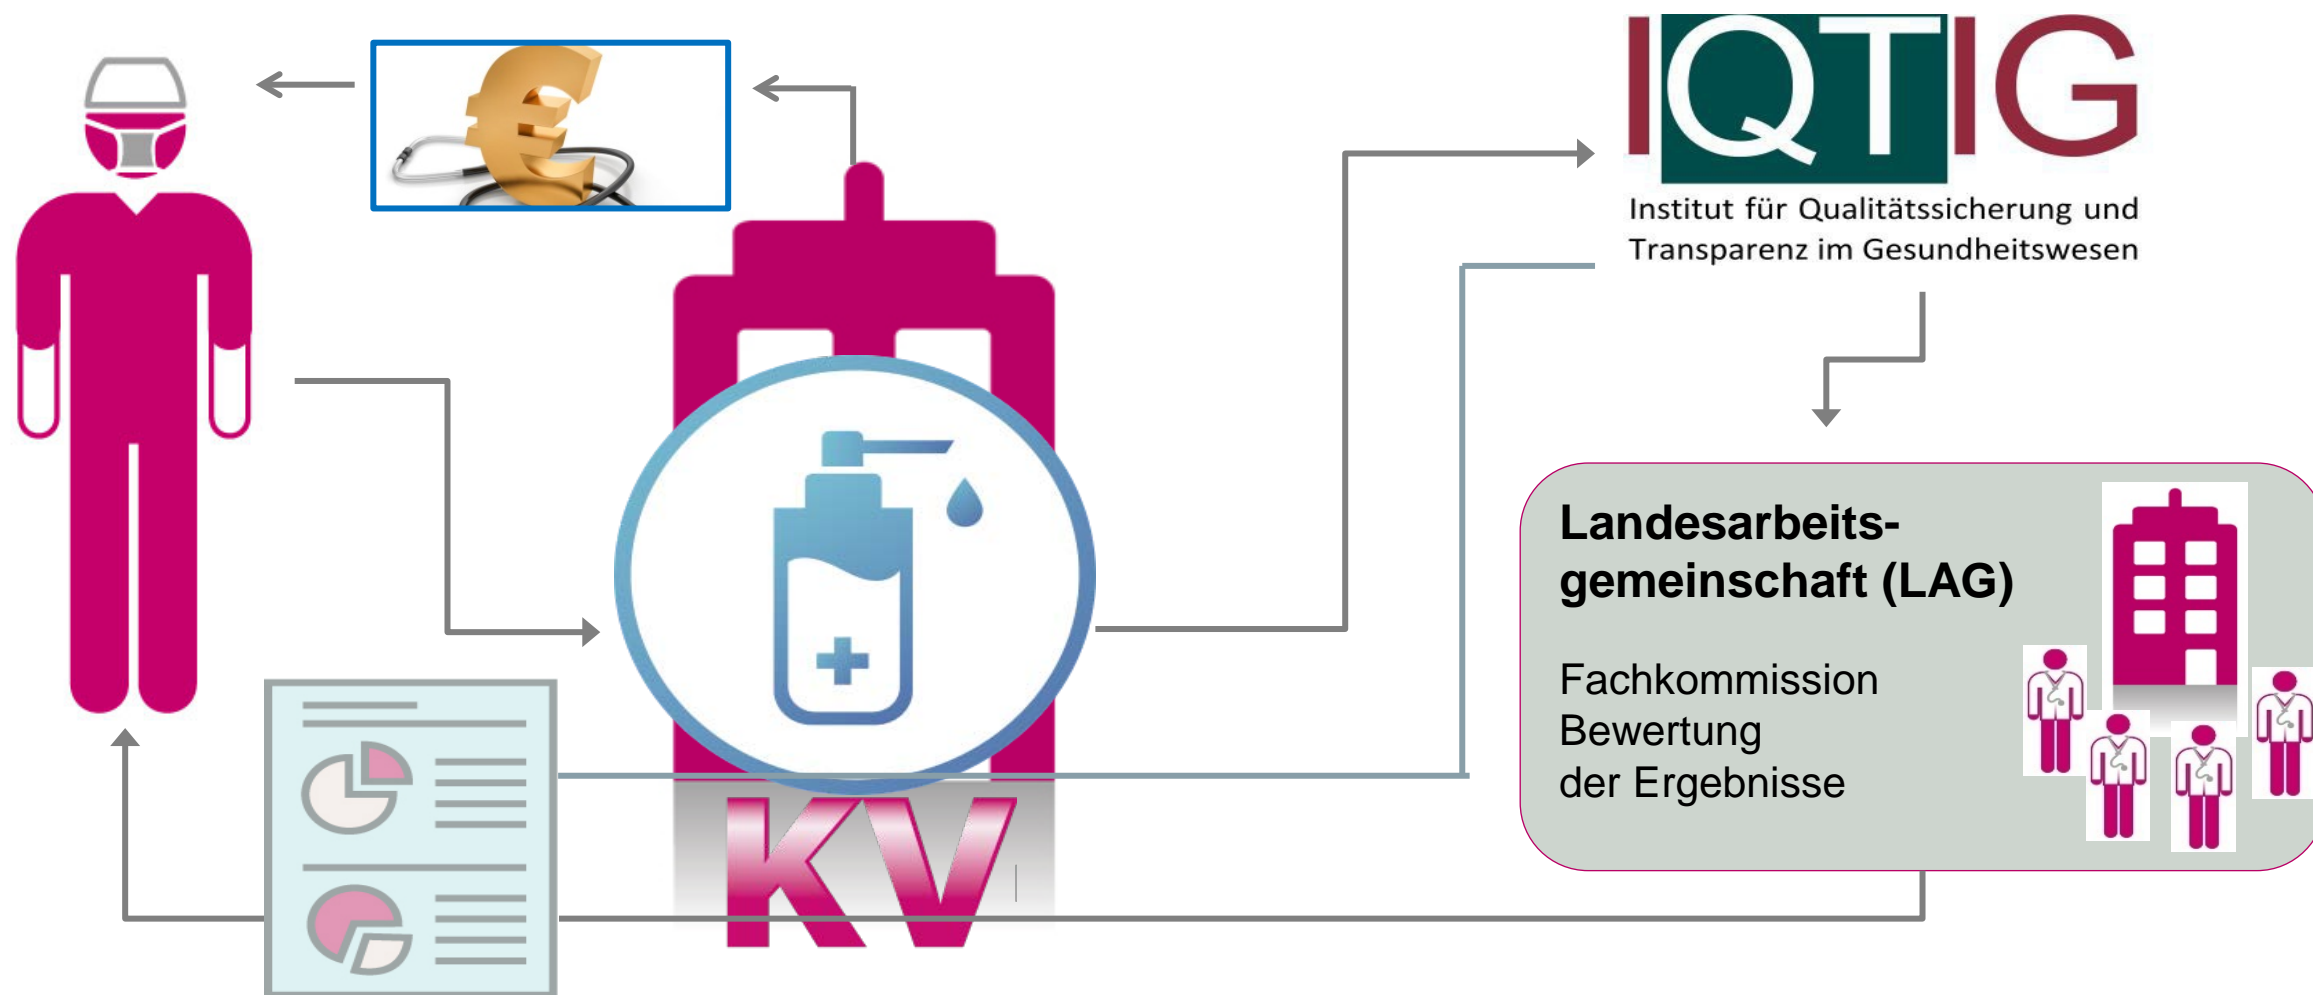 IQTIG
Institut für Qualitätssicherung und
Transparenz im Gesundheitswesen
Landesarbeits-
gemeinschaft (LAG)
Fachkommission
Bewertung
der Ergebnisse
KV